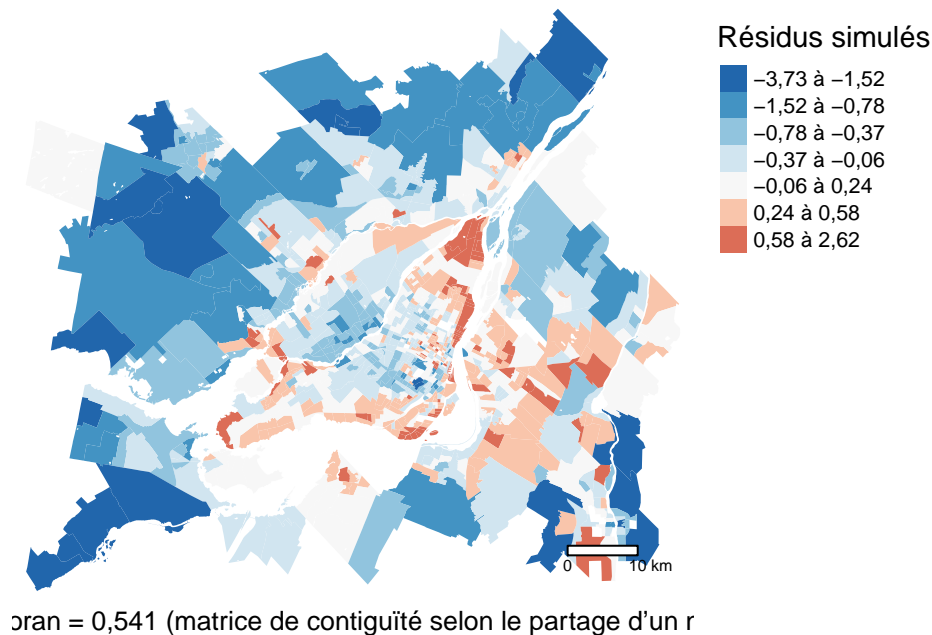 Résidus simulés
−3,73 à −1,52
−1,52 à −0,78
−0,78 à −0,37
−0,37 à −0,06
−0,06 à 0,24
0,24 à 0,58
0,58 à 2,62
0 10 km
= 0,541 (matrice de contiguïté selon le partage d'un